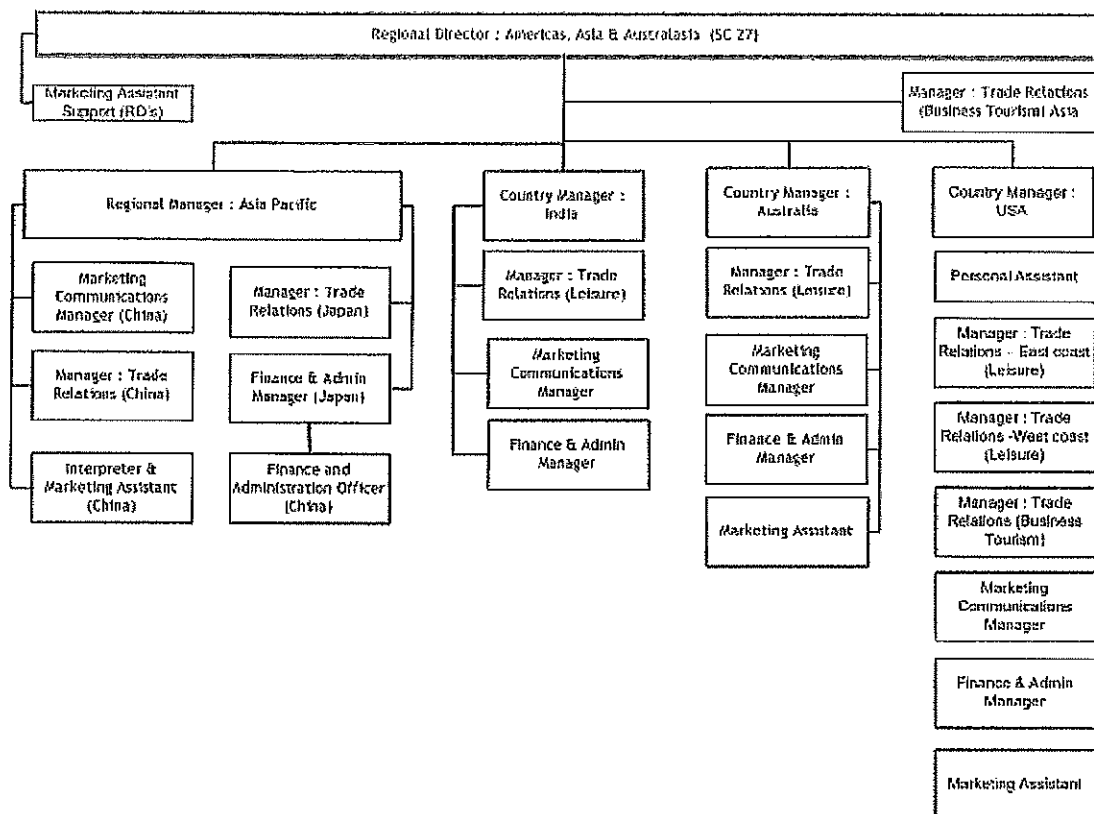 Regional Director : Americas, Asia & Australasia (SC 27)
Marketing Assistant
Support (RD's)
Manager : Trade Relations
(Business Tourism) Asia
Regional Manager : Asia Pacific
Marketing
Communications
Manager (China)
Manager : Trade
Relations (China)
Interpreter &
Marketing Assistant
(China)
Manager : Trade
Relations (Japan)
Finance & Admin
Manager (Japan)
Finance and
Administration Officer
(China)
Country Manager :
India
Manager : Trade
Relations (Leisure)
Marketing
Communications
Manager
Finance & Admin
Manager
Country Manager :
Australia
Manager : Trade
Relations (Leisure)
Marketing
Communications
Manager
Finance & Admin
Manager
Marketing Assistant
Country Manager :
USA
Personal Assistant
Manager : Trade
Relations - East coast
(Leisure)
Manager : Trade
Relations -West coast
(Leisure)
Manager : Trade
Relations (Business
Tourism)
Marketing
Communications
Manager
Finance & Admin
Manager
Marketing Assistant